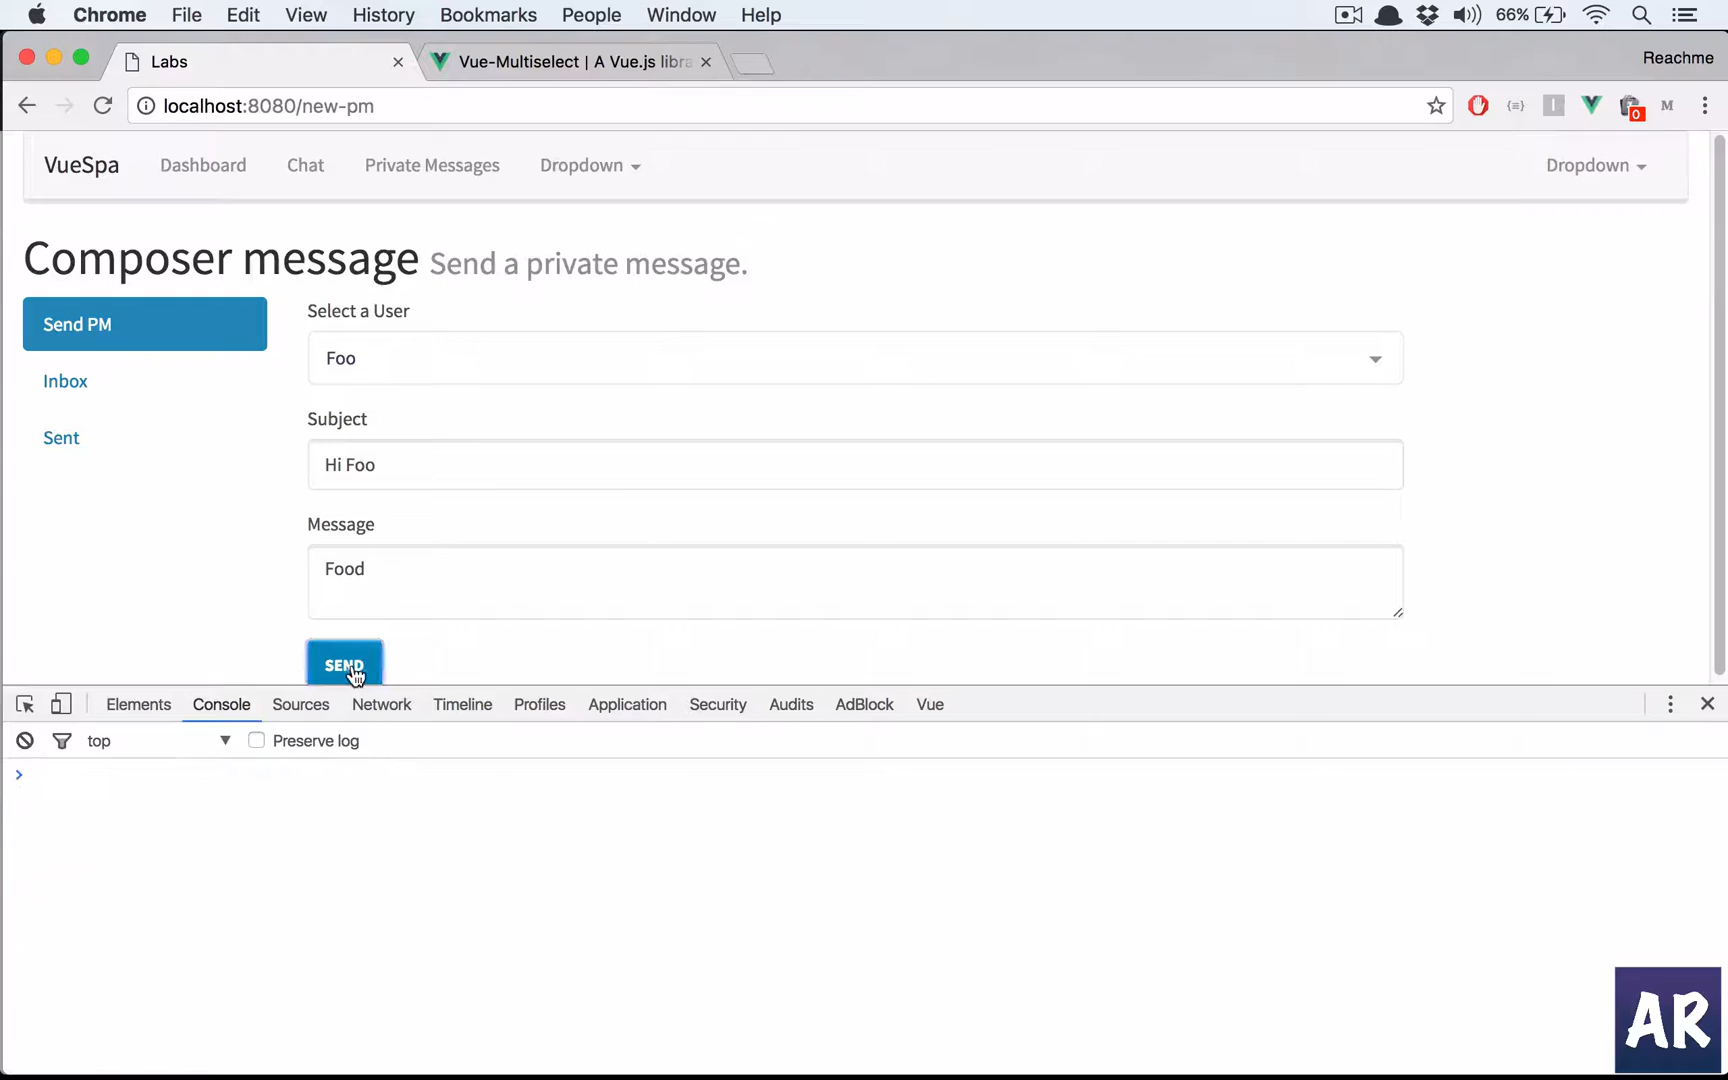 Chrome File Edit View History Bookmarks People Window Help 66%
Labs Vue-Multiselect | A Vue.js libra Reachme
localhost:8080/new-pm 0 M
VueSpa Dashboard Chat Private Messages Dropdown Dropdown
Composer message Send a private message.
Send PM
Inbox
Sent
Select a User
Foo
Subject
Hi Foo
Message
Food
SEND
Elements Console Sources Network Timeline Profiles Application Security Audits AdBlock Vue
top Preserve log
AR